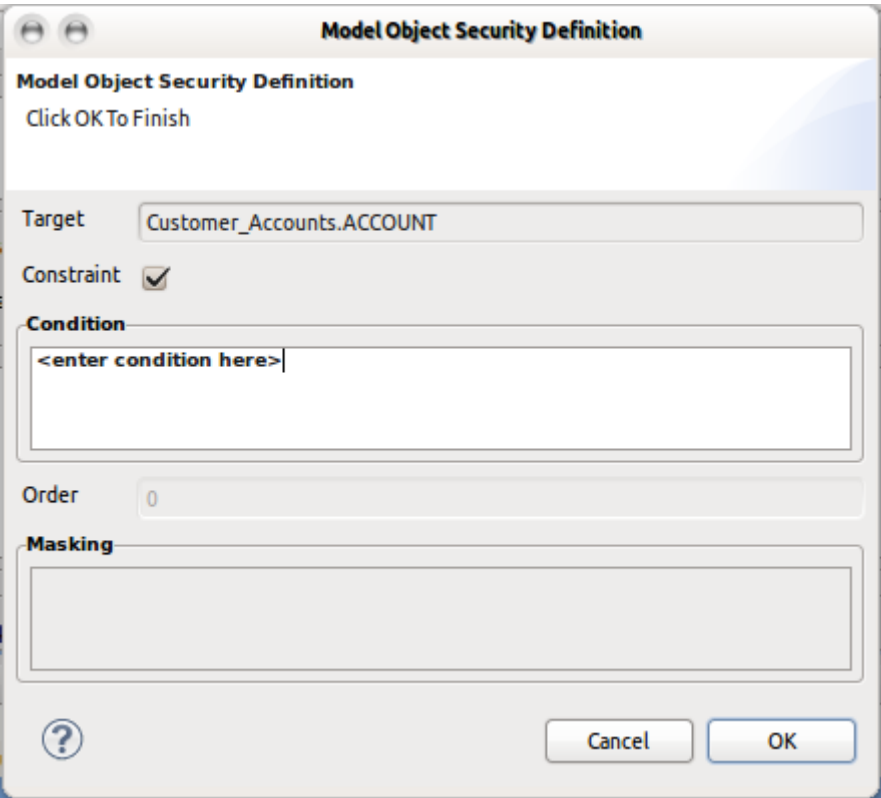 Model Object Security Definition
Model Object Security Definition
Click OK To Finish
Target Customer_Accounts.ACCOUNT
Constraint
Condition
<enter condition here>
Order 0
Masking
? Cancel OK